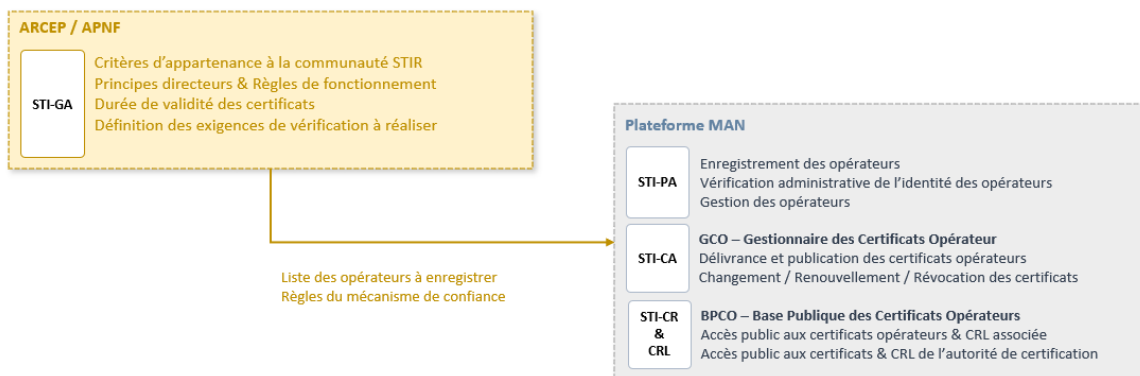 ARCEP / APNF
STI-GA
Critères d'appartenance à la communauté STIR
Principes directeurs & Règles de fonctionnement
Durée de validité des certificats
Définition des exigences de vérification à réaliser
Liste des opérateurs à enregistrer
Règles du mécanisme de confiance
Plateforme MAN
STI-PA
Enregistrement des opérateurs
Vérification administrative de l'identité des opérateurs
Gestion des opérateurs
STI-CA
GCO – Gestionnaire des Certificats Opérateur
Délivrance et publication des certificats opérateurs
Changement / Renouvellement / Révocation des certificats
STI-CR
&
CRL
BPCO – Base Publique des Certificats Opérateurs
Accès public aux certificats opérateurs & CRL associée
Accès public aux certificats & CRL de l'autorité de certification